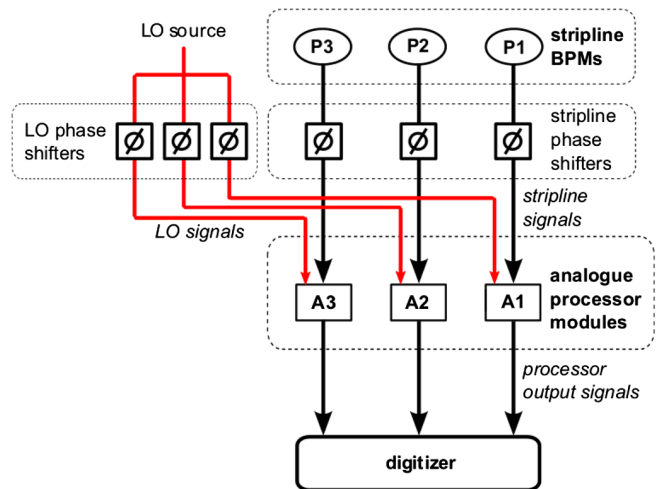 LO source
P3
P2
P1
stripline
BPMs
LO phase
shifters
Ø
Ø
Ø
Ø
Ø
Ø
stripline
phase
shifters
LO signals
stripline
signals
A3
A2
A1
analogue
processor
modules
processor
output signals
digitizer